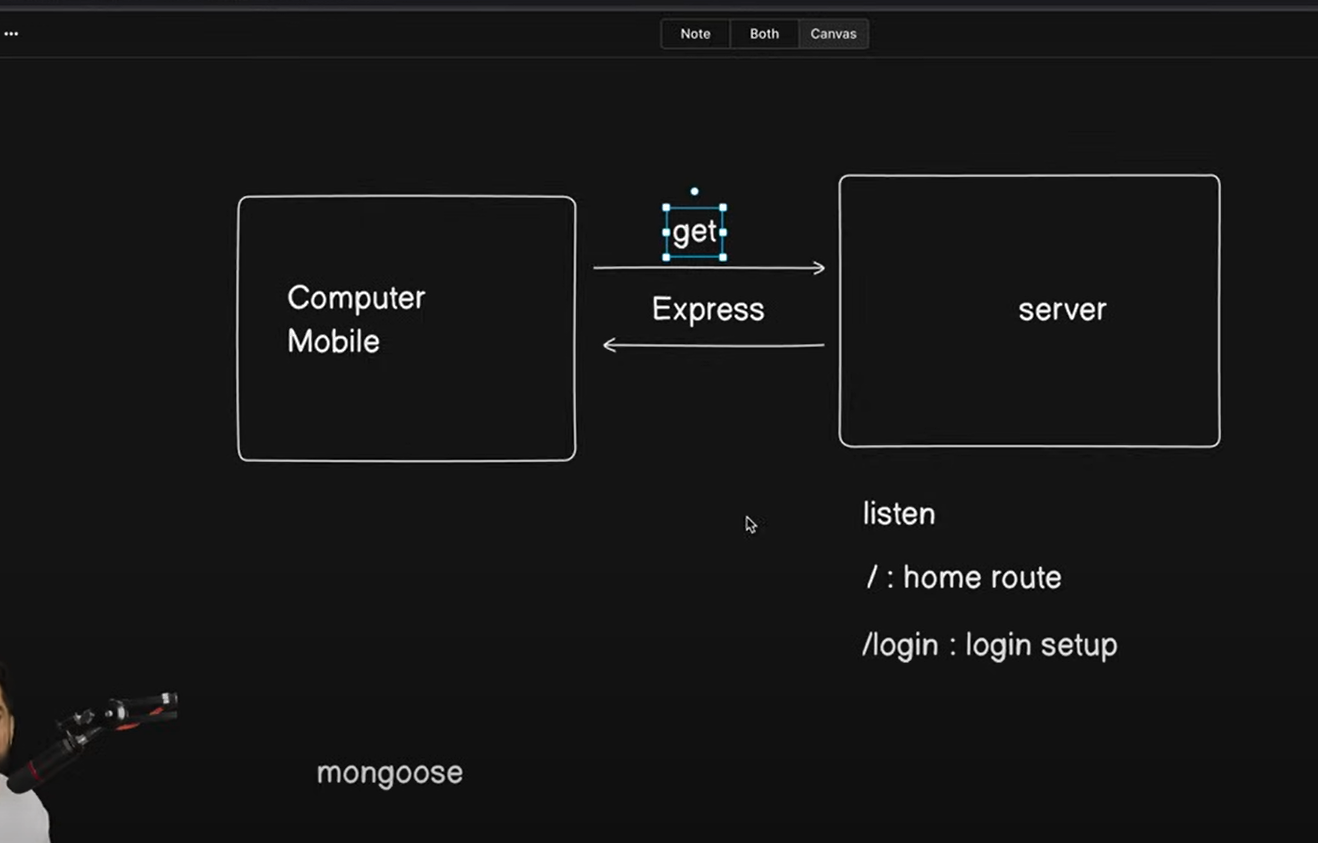 •••
Note
Both
Canvas
get
Express
Computer
Mobile
server
listen
/ : home route
/login : login setup
mongoose